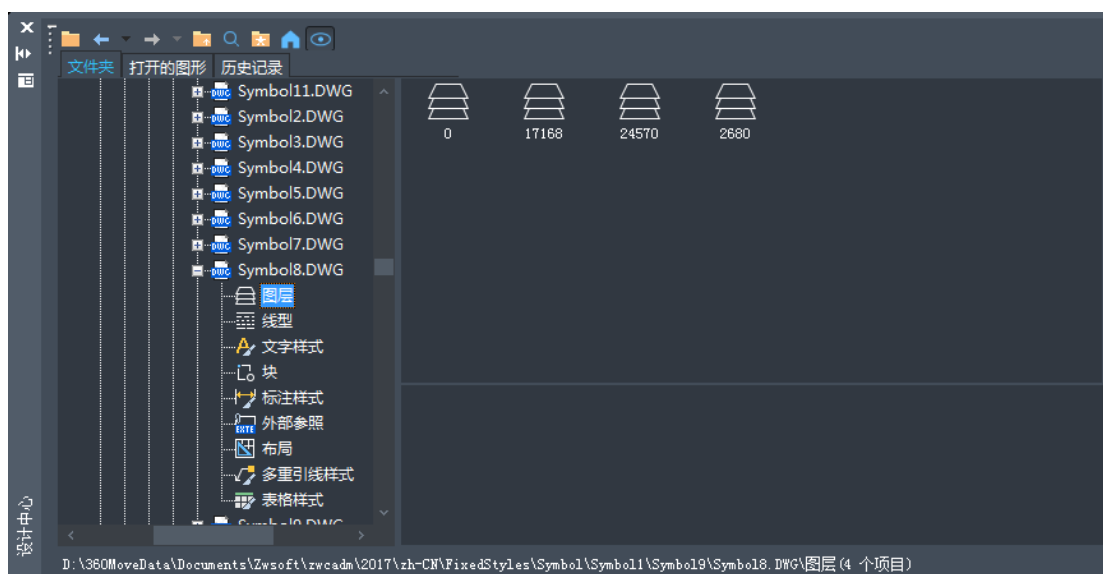 文件夹 打开的图形 历史记录
Symbol11.DWG
Symbol2.DWG
Symbol3.DWG
Symbol4.DWG
Symbol5.DWG
Symbol6.DWG
Symbol7.DWG
Symbol8.DWG
图层
线型
文字样式
块
标注样式
外部参照
布局
多重引线样式
表格样式
Symbol9.DWG
0 17168 24570 2680
设计中心
D:\360MoveData\Documents\Zwsoft\zwcadm\2017\zh-CN\FixedStyles\Symbol\Symbol1\Symbol9\Symbol8.DWG\图层(4 个项目)